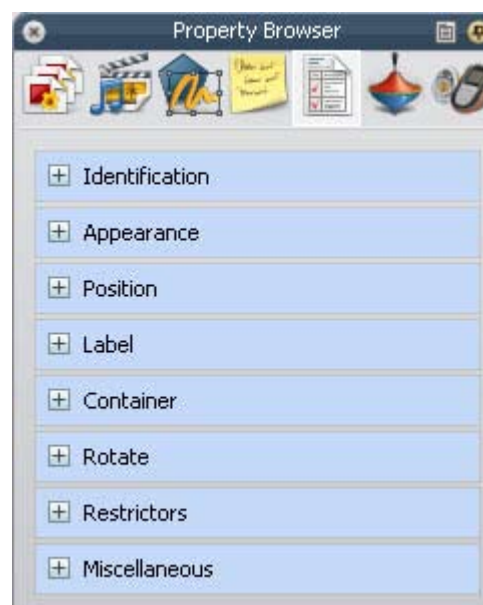 Property Browser
Identification
Appearance
Position
Label
Container
Rotate
Restrictors
Miscellaneous